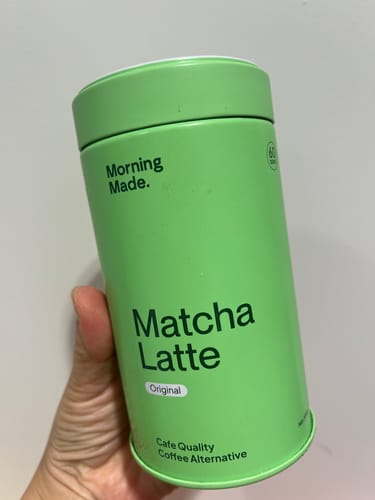 Morning
Made.
Matcha
Latte
Original
Cafe Quality
Coffee Alternative